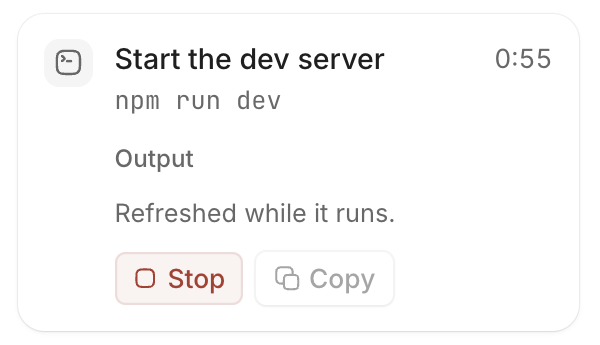 Start the dev server 0:55
npm run dev
Output
Refreshed while it runs.
Stop Copy